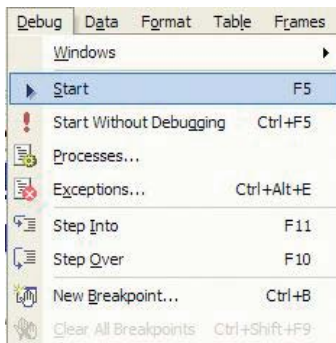 Debug Data Format Table Frames
Windows
Start F5
Start Without Debugging Ctrl+F5
Processes...
Exceptions... Ctrl+Alt+E
Step Into F11
Step Over F10
New Breakpoint... Ctrl+B
Clear All Breakpoints Ctrl+Shift+F9